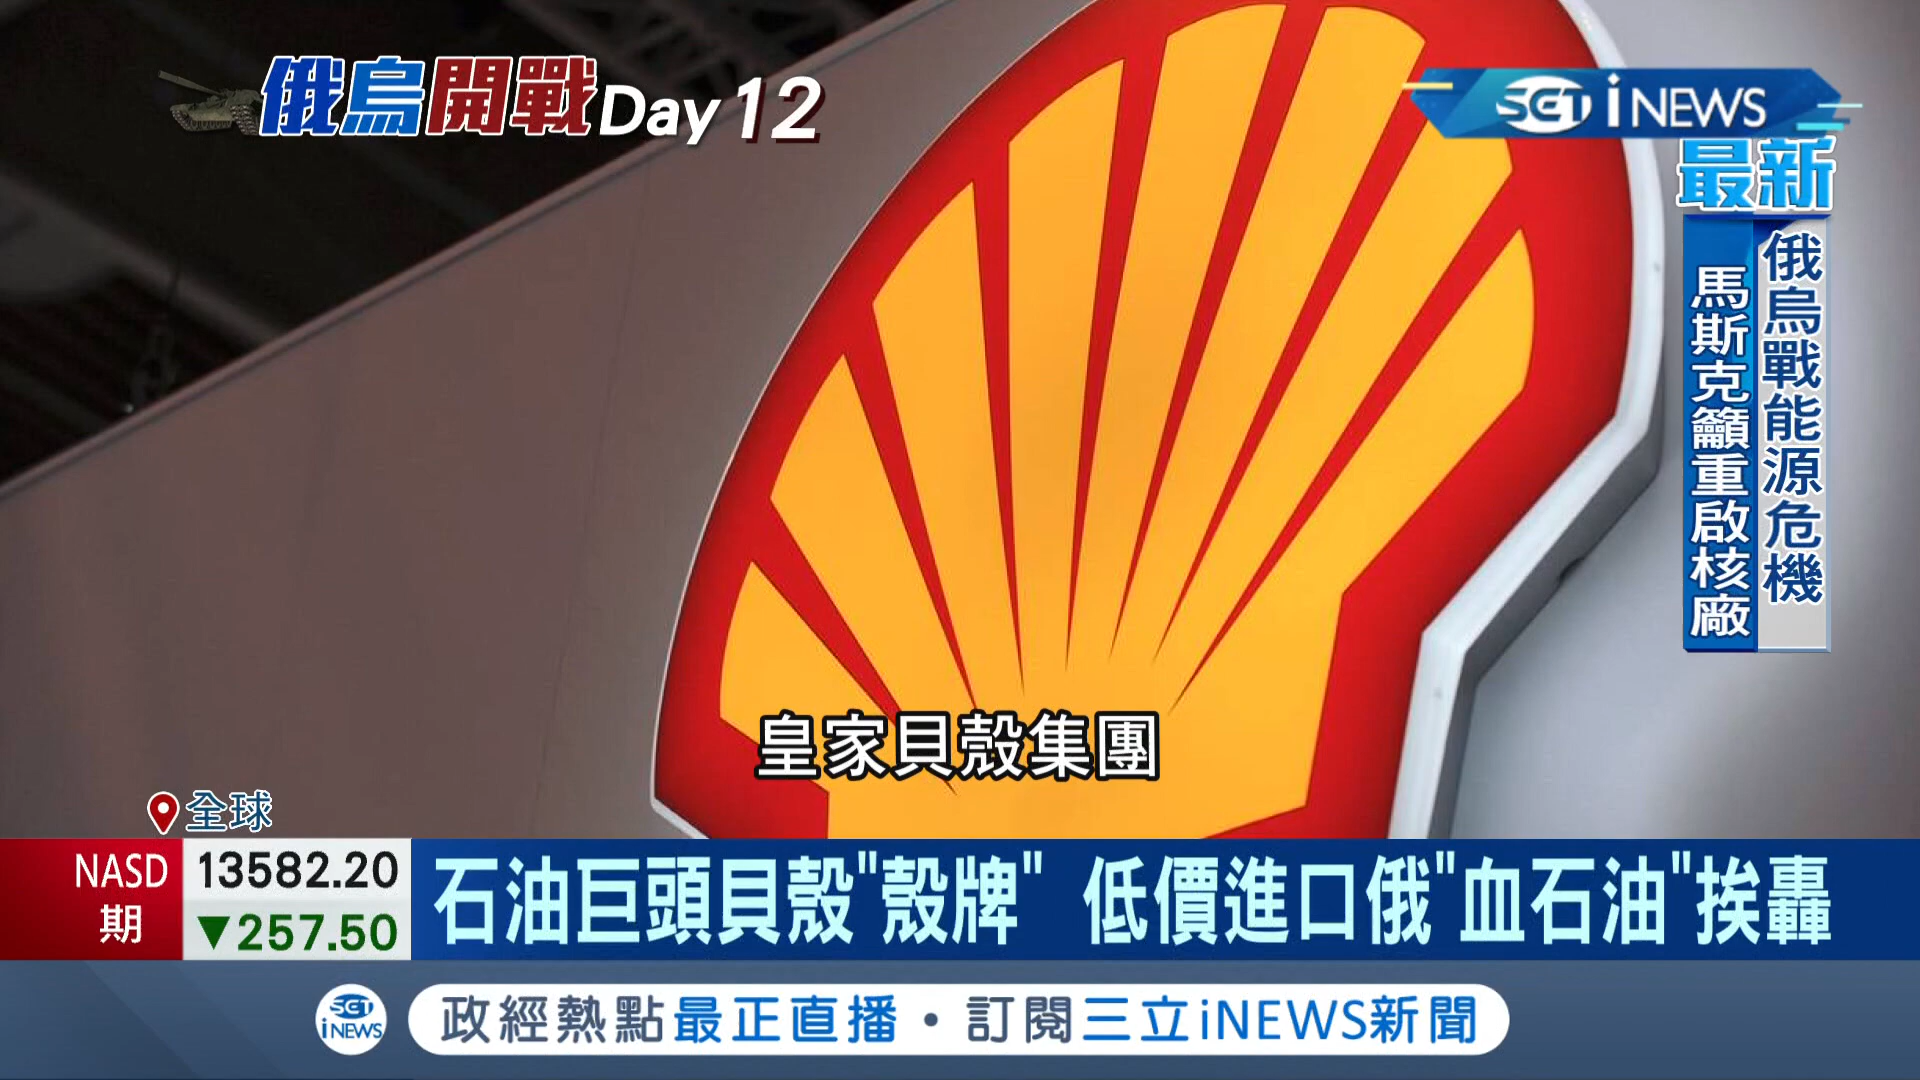 俄烏開戰Day 12
SET iNEWS
最新
俄烏戰能源危機
馬斯克籲重啟核廠
皇家貝殼集團
全球
NASD期
13582.20
▼257.50
石油巨頭貝殼"殼牌" 低價進口俄"血石油"挨轟
SET iNEWS
政經熱點最正直播・訂閱三立iNEWS新聞